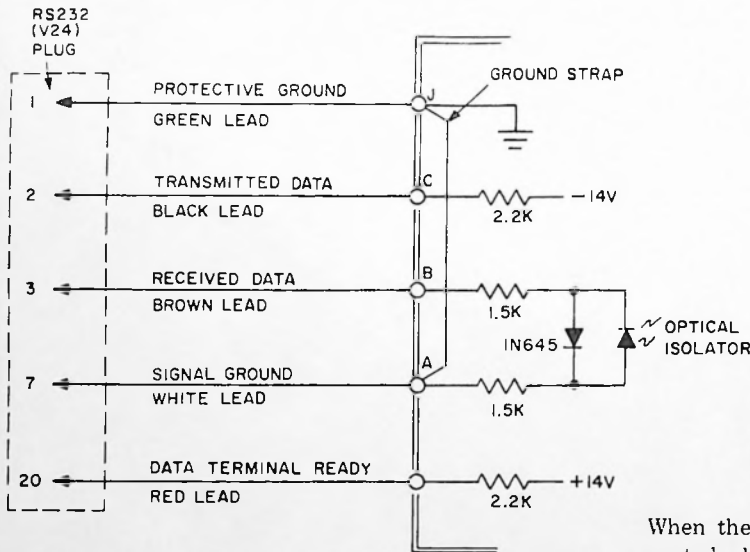 RS232
(V24)
PLUG
GROUND STRAP
1
PROTECTIVE GROUND
GREEN LEAD
J
2
TRANSMITTED DATA
BLACK LEAD
C
2.2K
-14V
3
RECEIVED DATA
BROWN LEAD
B
1.5K
IN645
OPTICAL
ISOLATOR
7
SIGNAL GROUND
WHITE LEAD
A
1.5K
20
DATA TERMINAL READY
RED LEAD
2.2K
+14V
When the